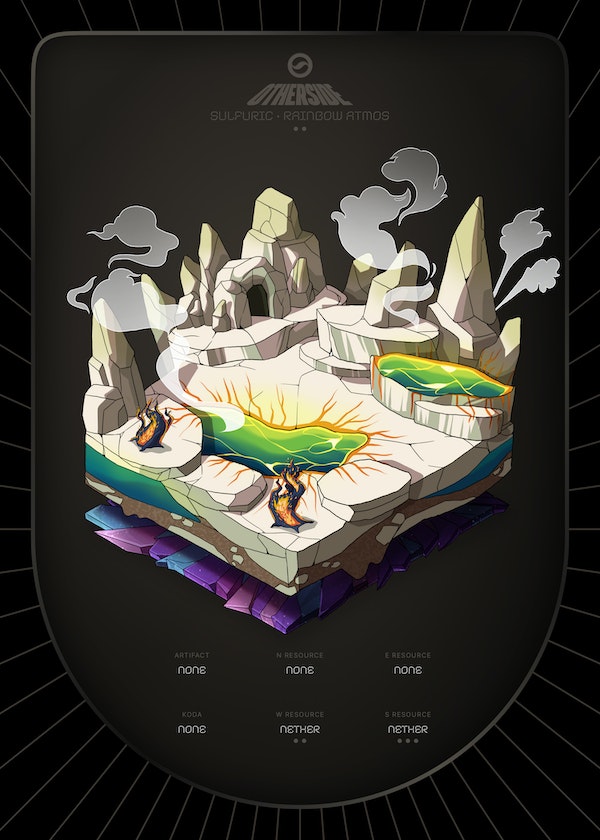 OTHERSIDE
SULFURIC - RAINBOW ATMOS
ARTIFACT
NONE
N RESOURCE
NONE
E RESOURCE
NONE
KODA
NONE
W RESOURCE
NETHER
S RESOURCE
NETHER